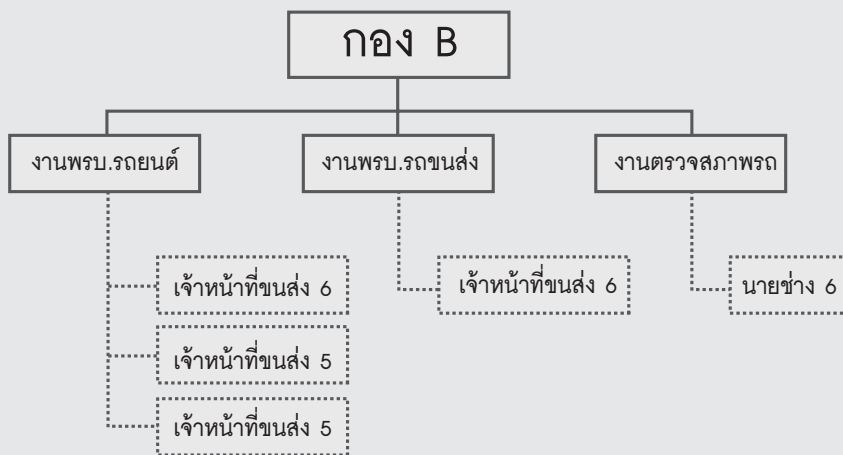 กอง B
งานพรบ.รถยนต์
งานพรบ.รถขนส่ง
งานตรวจสภาพรถ
เจ้าหน้าที่ขนส่ง 6
เจ้าหน้าที่ขนส่ง 6
นายช่าง 6
เจ้าหน้าที่ขนส่ง 5
เจ้าหน้าที่ขนส่ง 5